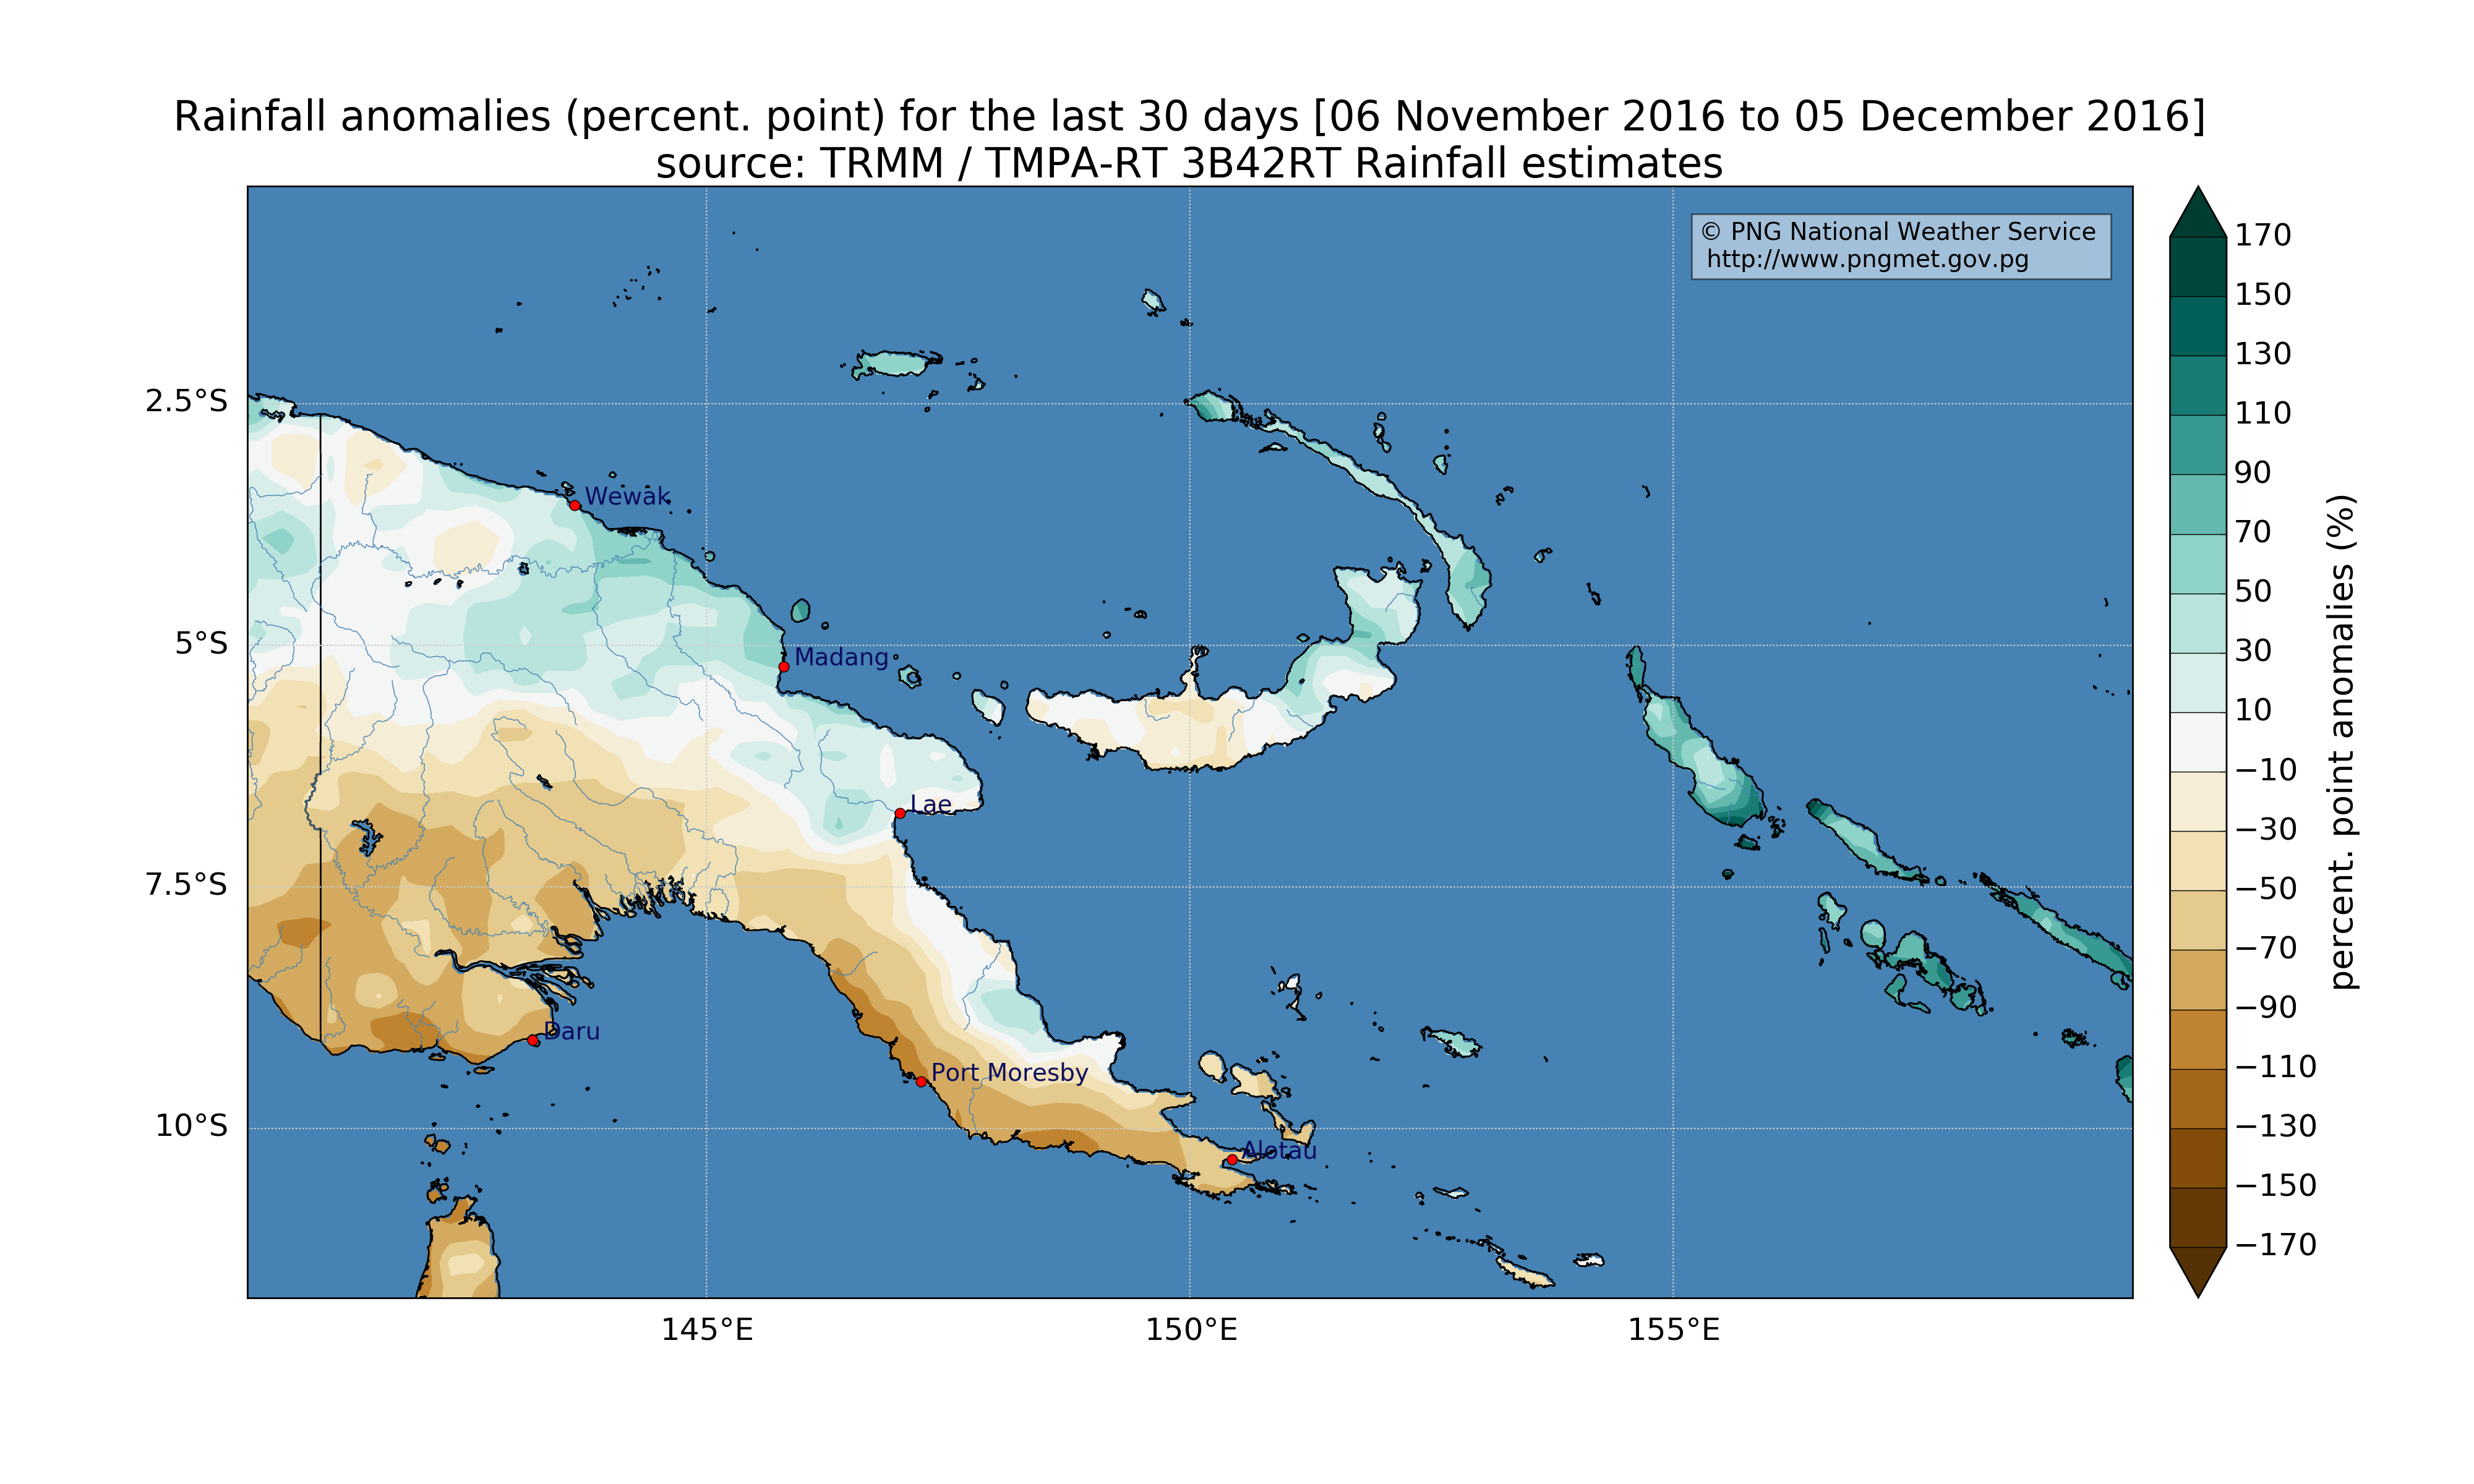 Rainfall anomalies (percent. point) for the last 30 days [06 November 2016 to 05 December 2016]
source: TRMM / TMPA-RT 3B42RT Rainfall estimates
© PNG National Weather Service
http://www.pngmet.gov.pg
2.5°S
5°S
7.5°S
10°S
Wewak
Madang
Lae
Daru
Port Moresby
Alotau
145°E
150°E
155°E
170
150
130
110
90
70
50
30
10
−10
−30
−50
−70
−90
−110
−130
−150
−170
percent. point anomalies (%)